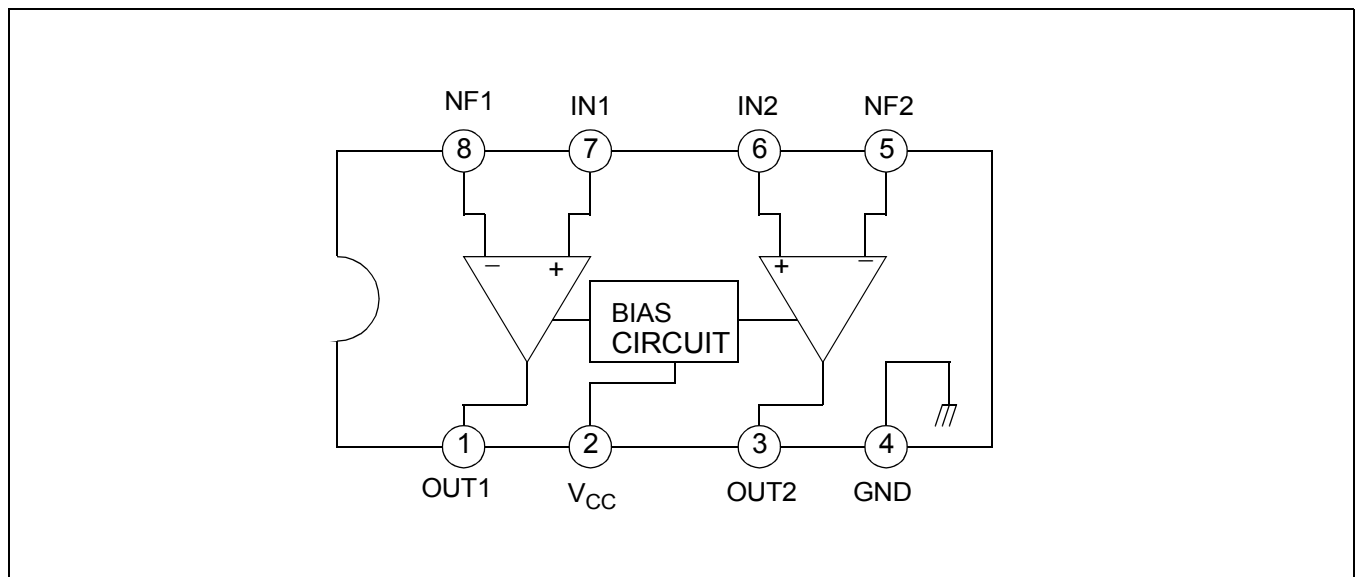 NF1 IN1 IN2 NF2
8 7 6 5
− + + −
BIAS
CIRCUIT
1 2 3 4
OUT1 VCC OUT2 GND